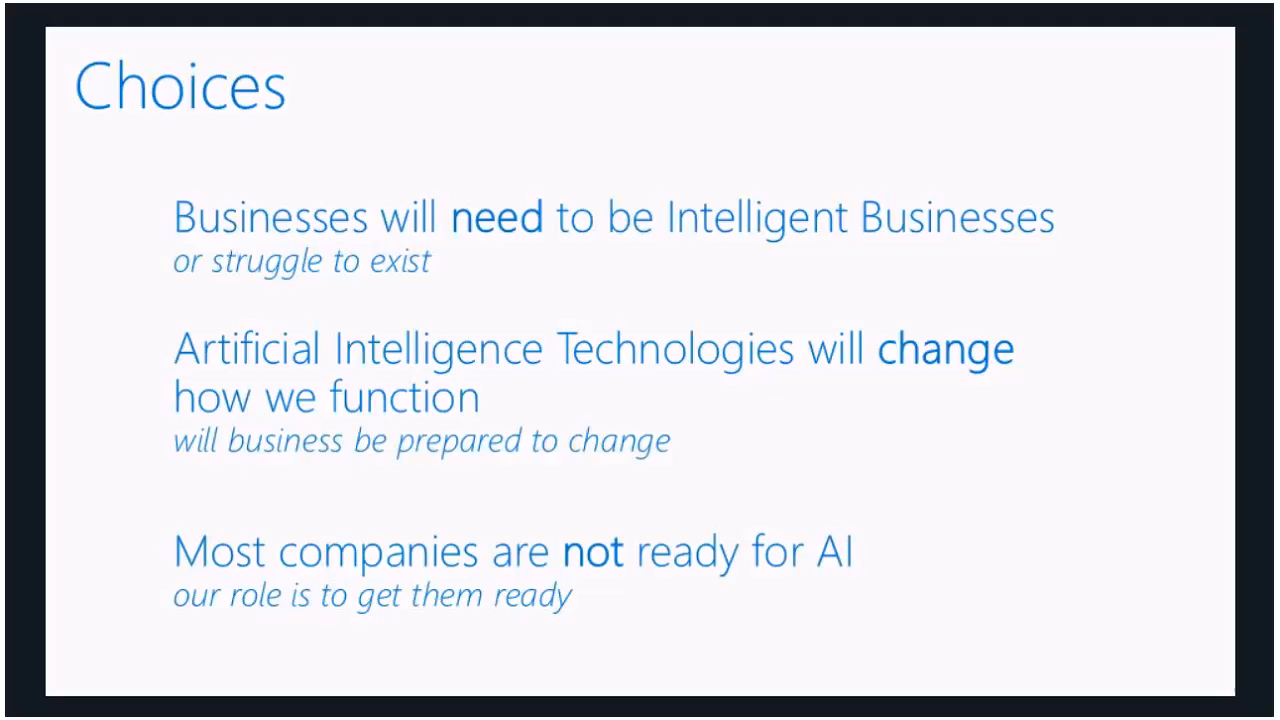 Choices
Businesses will need to be Intelligent Businesses
or struggle to exist
Artificial Intelligence Technologies will change
how we function
will business be prepared to change
Most companies are not ready for AI
our role is to get them ready